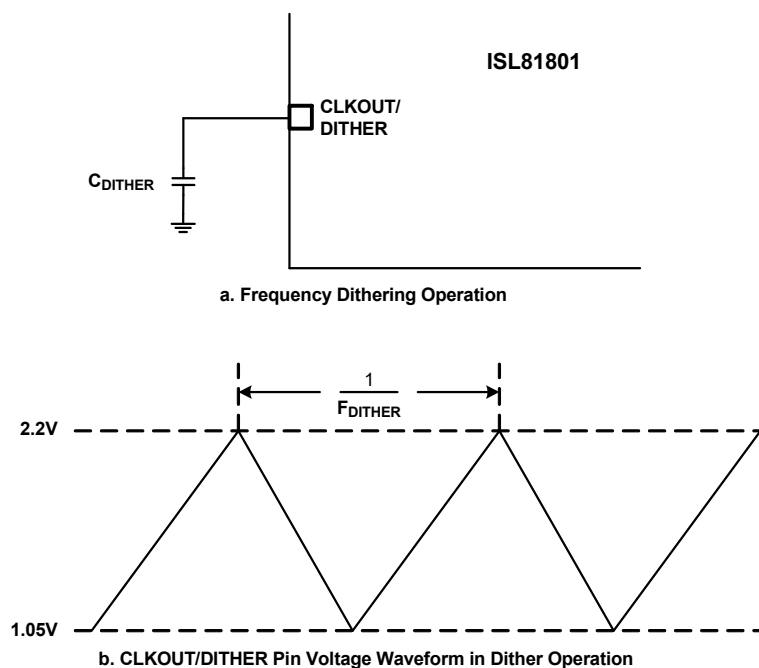 ISL81801
CLKOUT/
DITHER
CDITHER
a. Frequency Dithering Operation
1
FDITHER
2.2V
1.05V
b. CLKOUT/DITHER Pin Voltage Waveform in Dither Operation